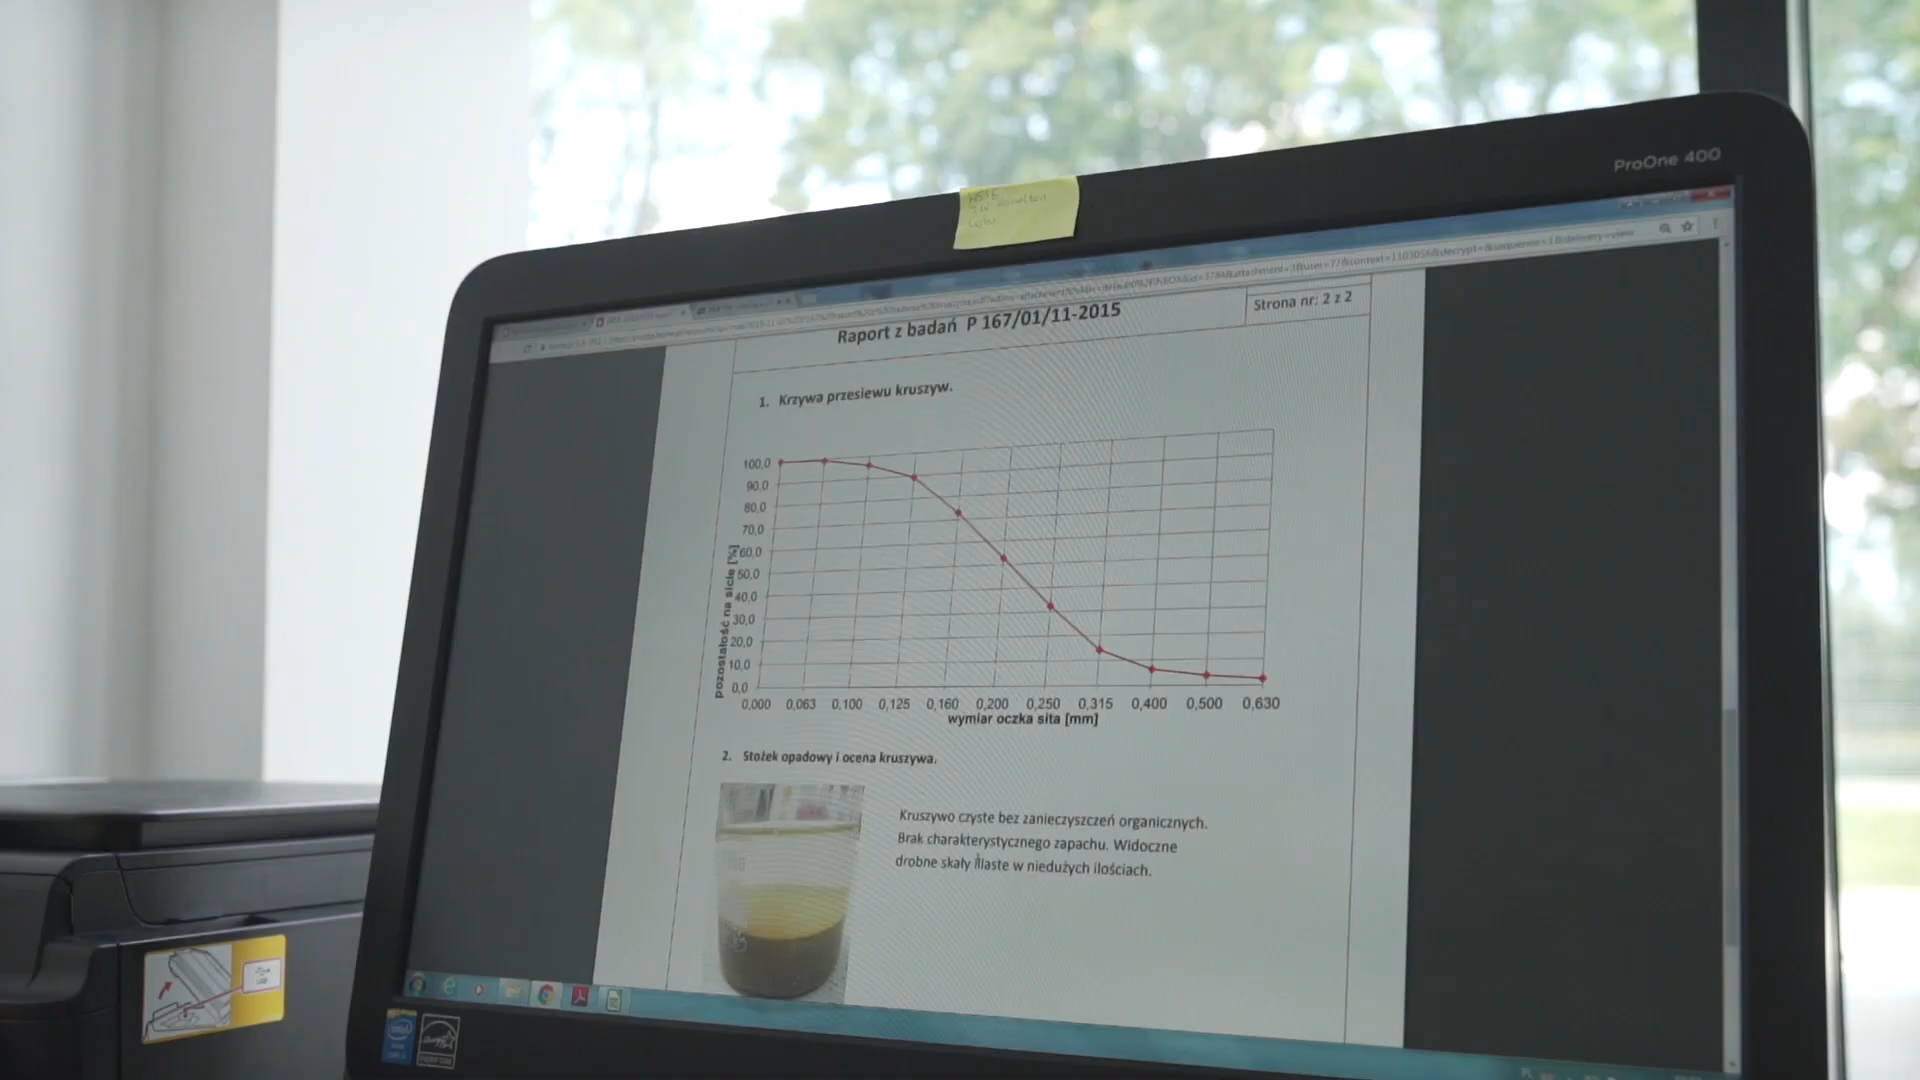 ProOne 400
Raport z badań P 167/01/11-2015
Strona nr: 2 z 2
1. Krzywa przesiewu kruszyw.
pozostałość na sicie [%]
100,0
90,0
80,0
70,0
60,0
50,0
40,0
30,0
20,0
10,0
0,0
0,000 0,063 0,100 0,125 0,160 0,200 0,250 0,315 0,400 0,500 0,630
wymiar oczka sita [mm]
2. Stożek opadowy i ocena kruszywa.
Kruszywo czyste bez zanieczyszczeń organicznych.
Brak charakterystycznego zapachu. Widoczne
drobne skały ilaste w niedużych ilościach.
intel